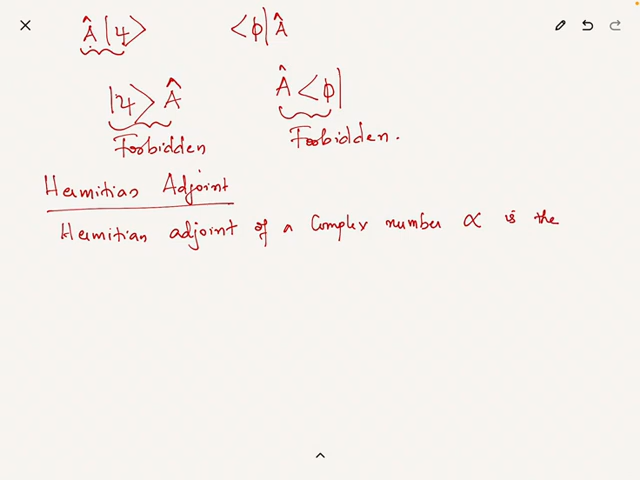 Â|ψ> <ϕ|Â
|ψ>Â Â<ϕ|
Forbidden Forbidden.
Hermitian Adjoint
Hermitian adjoint of a Complex number α is the